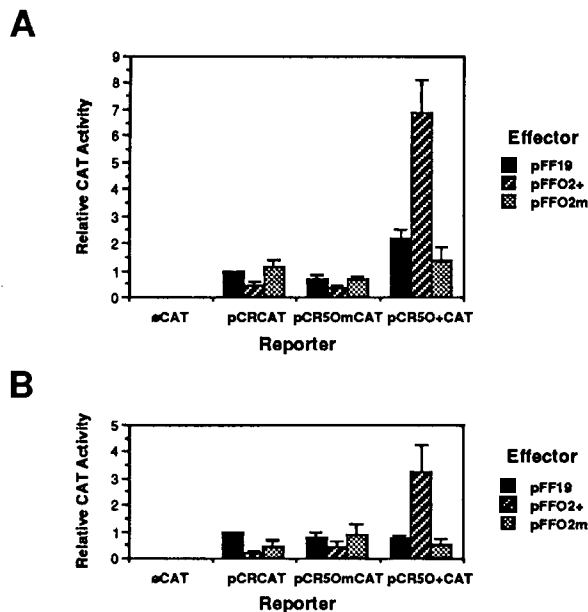 A
9
8
7
6
5
4
3
2
1
0
Relative CAT Activity
øCAT pCRCAT pCR5OmCAT pCR5O+CAT
Reporter
Effector
pFF19
pFFO2+
pFFO2m
B
5
4
3
2
1
0
Relative CAT Activity
øCAT pCRCAT pCR5OmCAT pCR5O+CAT
Reporter
Effector
pFF19
pFFO2+
pFFO2m